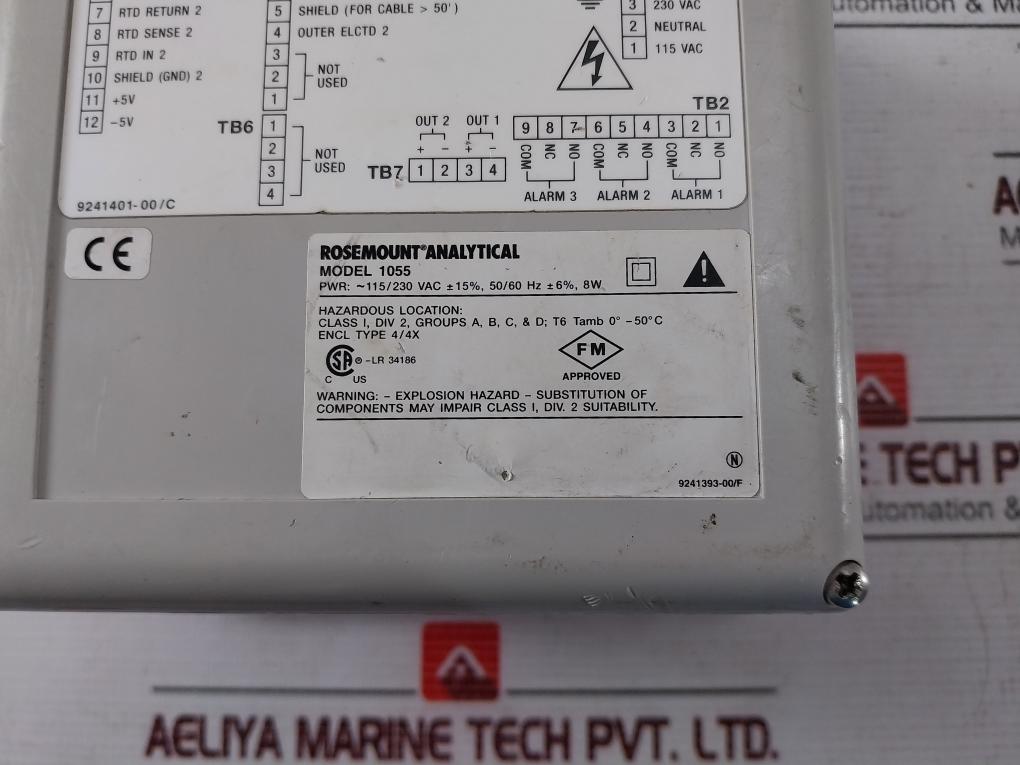 7 RTD RETURN 2
8 RTD SENSE 2
9 RTD IN 2
10 SHIELD (GND) 2
11 +5V
12 -5V
5 SHIELD (FOR CABLE > 50')
4 OUTER ELCTD 2
3
2
1
NOT
USED
3 230 VAC
2 NEUTRAL
1 115 VAC
TB2
TB6
1
2
3
4
NOT
USED
OUT 2 OUT 1
+ - + -
TB7 1 2 3 4
9 8 7 6 5 4 3 2 1
COM NC NO COM NC NO COM NC NO
ALARM 3 ALARM 2 ALARM 1
9241401-00/C
CE
ROSEMOUNT® ANALYTICAL
MODEL 1055
PWR: ~115/230 VAC ±15%, 50/60 Hz ±6%, 8W
HAZARDOUS LOCATION:
CLASS I, DIV 2, GROUPS A, B, C, & D; T6 Tamb 0° -50°C
ENCL TYPE 4/4X
SA ® -LR 34186
C US
FM
APPROVED
WARNING: - EXPLOSION HAZARD - SUBSTITUTION OF
COMPONENTS MAY IMPAIR CLASS I, DIV. 2 SUITABILITY.
N
9241393-00/F
utomation & Ma
A
M
E TECH PV
utomation &
AELIYA MARINE TECH PVT. LTD.